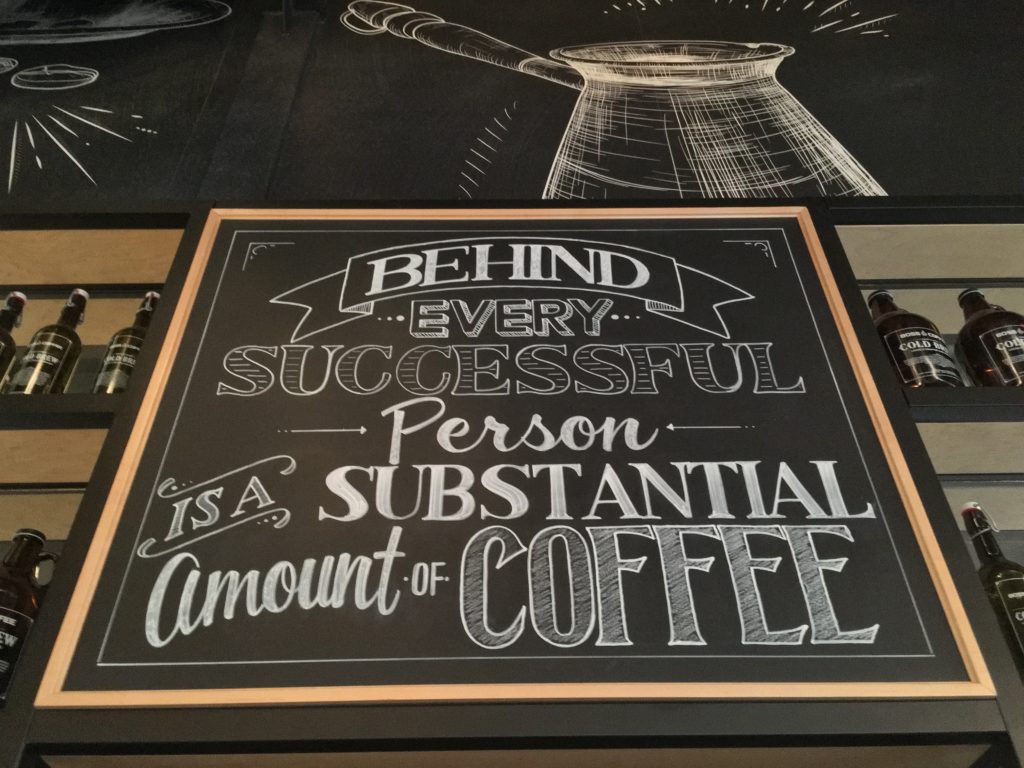 BEHIND
EVERY
SUCCESSFUL
Person
IS A SUBSTANTIAL
amount OF COFFEE
COLD BREW